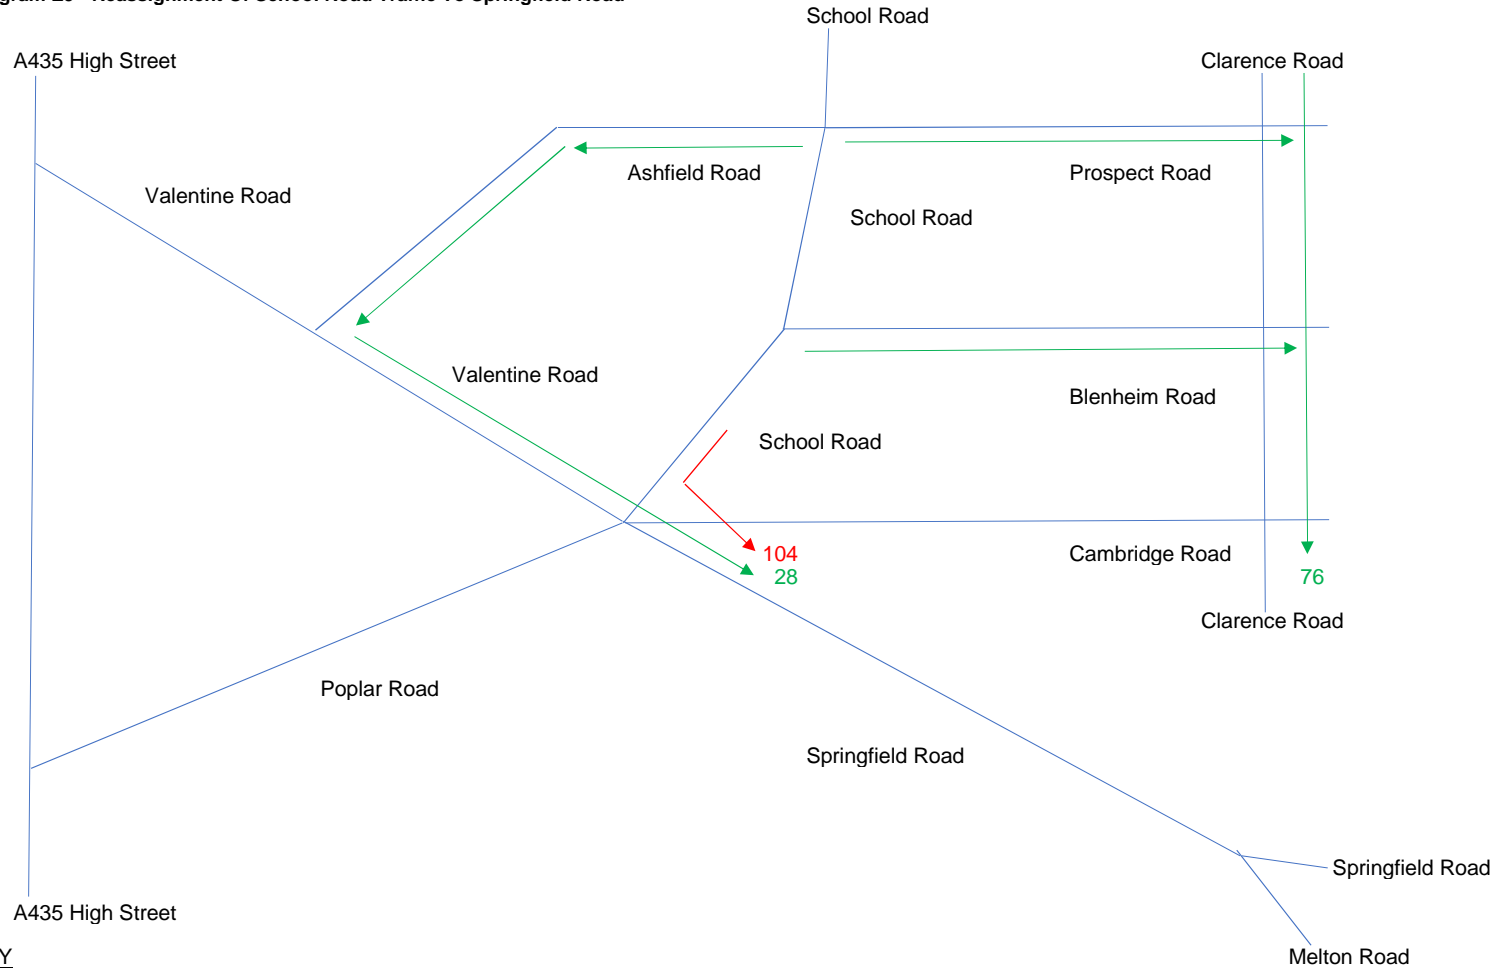 School Road
A435 High Street
Clarence Road
Ashfield Road
Prospect Road
Valentine Road
School Road
Valentine Road
Blenheim Road
School Road
104
Cambridge Road
28
76
Clarence Road
Poplar Road
Springfield Road
Springfield Road
A435 High Street
Melton Road